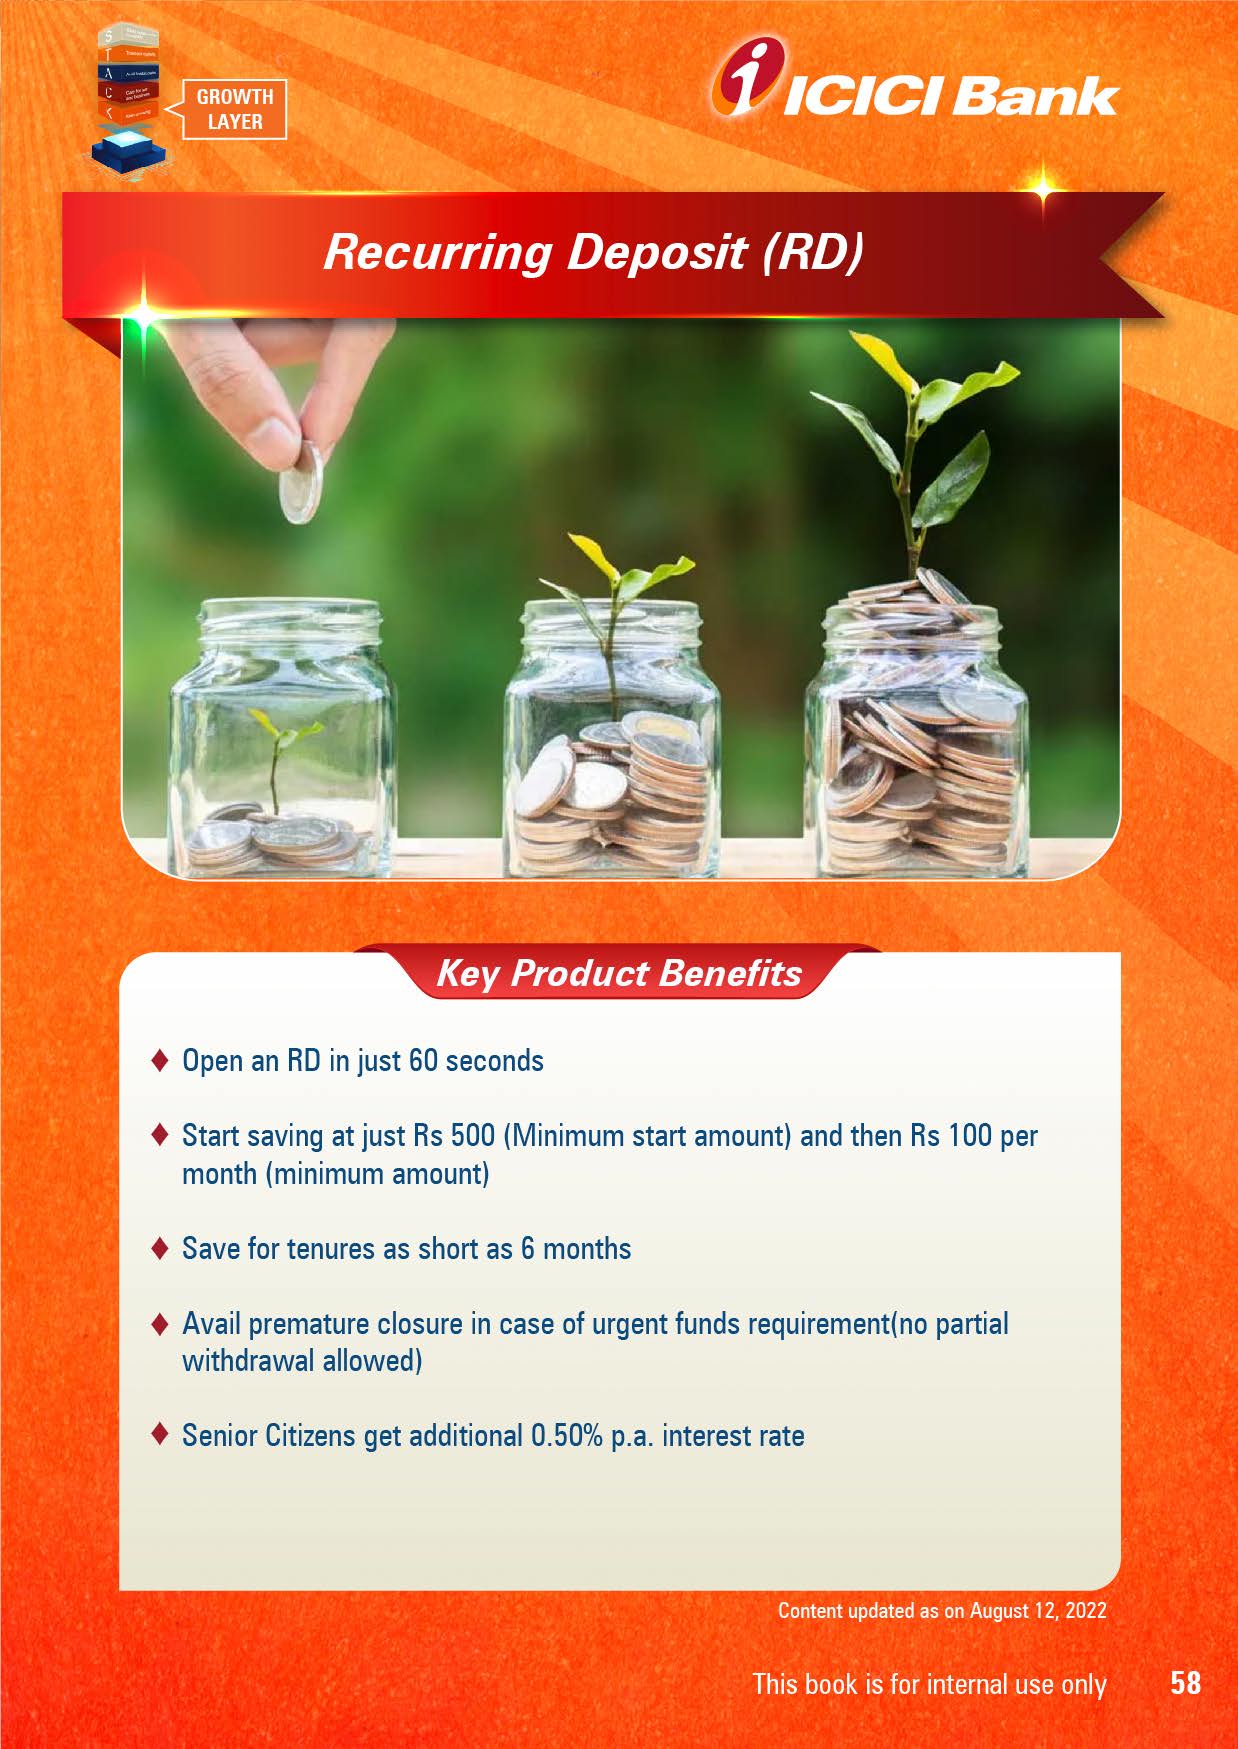 S
T
A
C
K
GROWTH
LAYER
ICICI Bank
Recurring Deposit (RD)
Key Product Benefits
♦ Open an RD in just 60 seconds
♦ Start saving at just Rs 500 (Minimum start amount) and then Rs 100 per
month (minimum amount)
♦ Save for tenures as short as 6 months
♦ Avail premature closure in case of urgent funds requirement(no partial
withdrawal allowed)
♦ Senior Citizens get additional 0.50% p.a. interest rate
Content updated as on August 12, 2022
This book is for internal use only 58